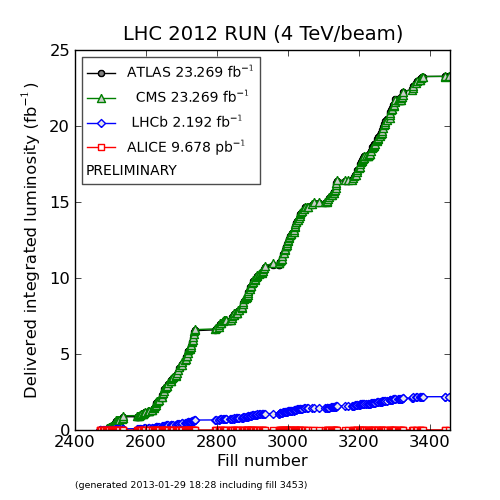 LHC 2012 RUN (4 TeV/beam)
ATLAS 23.269 fb⁻¹
CMS 23.269 fb⁻¹
LHCb 2.192 fb⁻¹
ALICE 9.678 pb⁻¹
PRELIMINARY
Delivered integrated luminosity (fb⁻¹)
25
20
15
10
5
0
2400 2600 2800 3000 3200 3400
Fill number
(generated 2013-01-29 18:28 including fill 3453)